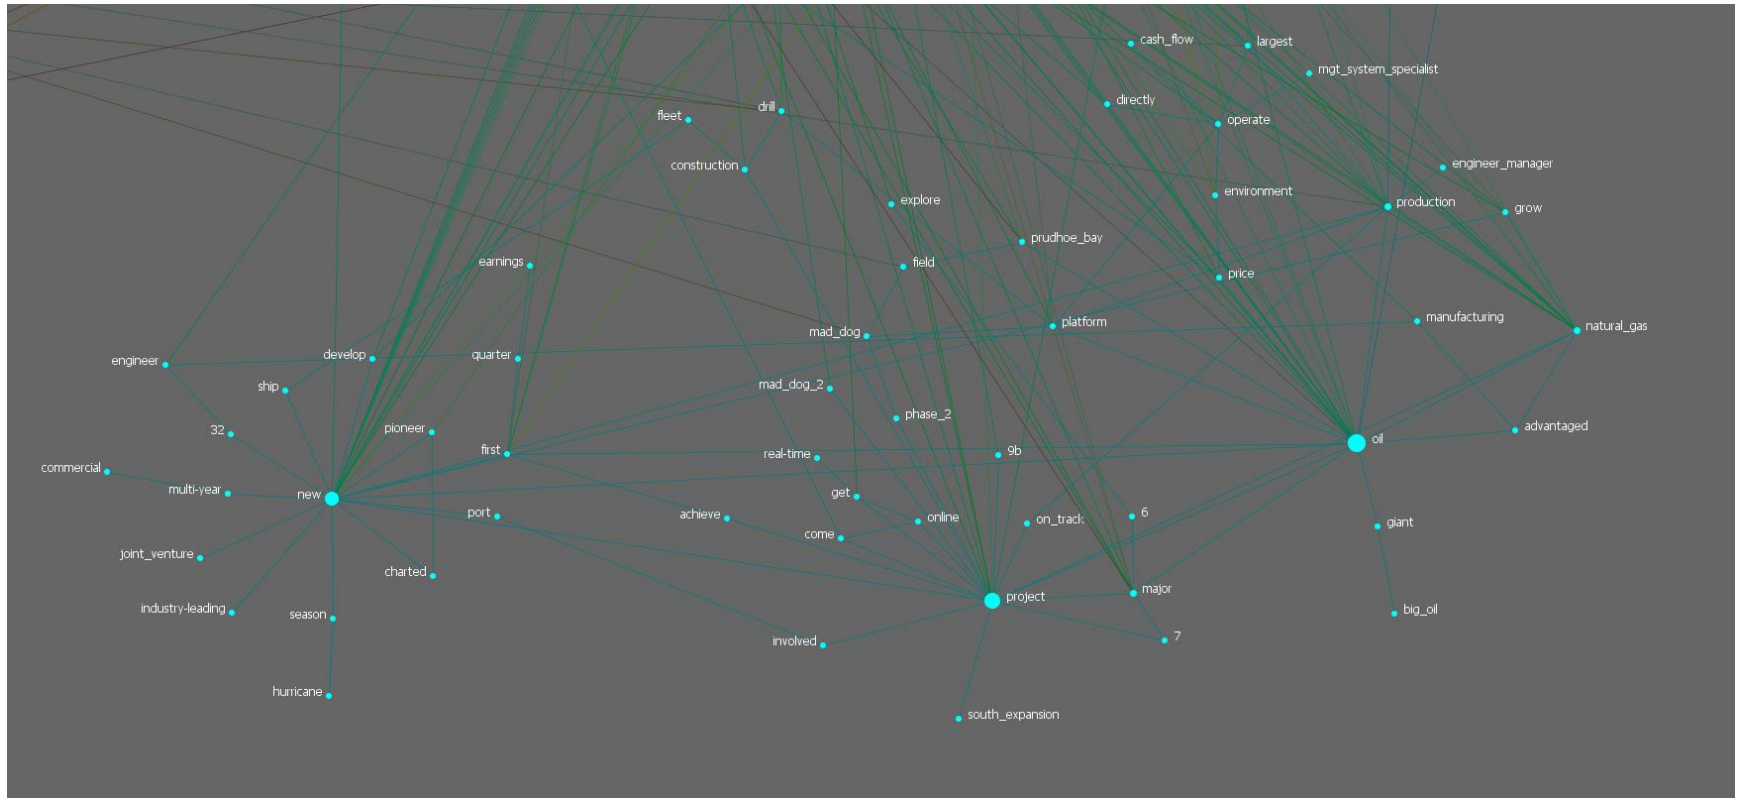 cash_flow
largest
mgt_system_specialist
directly
drill
fleet
operate
construction
engineer_manager
environment
explore
production
grow
prudhoe_bay
earnings
field
price
manufacturing
platform
natural_gas
mad_dog
develop
quarter
engineer
ship
mad_dog_2
phase_2
advantaged
32
pioneer
oil
first
9b
real-time
commercial
multi-year
new
get
port
achieve
online
on_track
6
giant
come
joint_venture
charted
major
project
industry-leading
big_oil
season
7
involved
hurricane
south_expansion